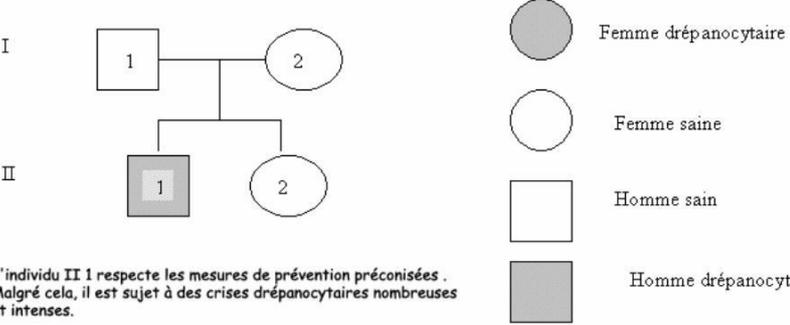 I
1
2
II
1
2
Femme drépanocytaire
Femme saine
Homme sain
Homme drépanocyt
'individu II 1 respecte les mesures de prévention préconisées .
Malgré cela, il est sujet à des crises drépanocytaires nombreuses
t intenses.